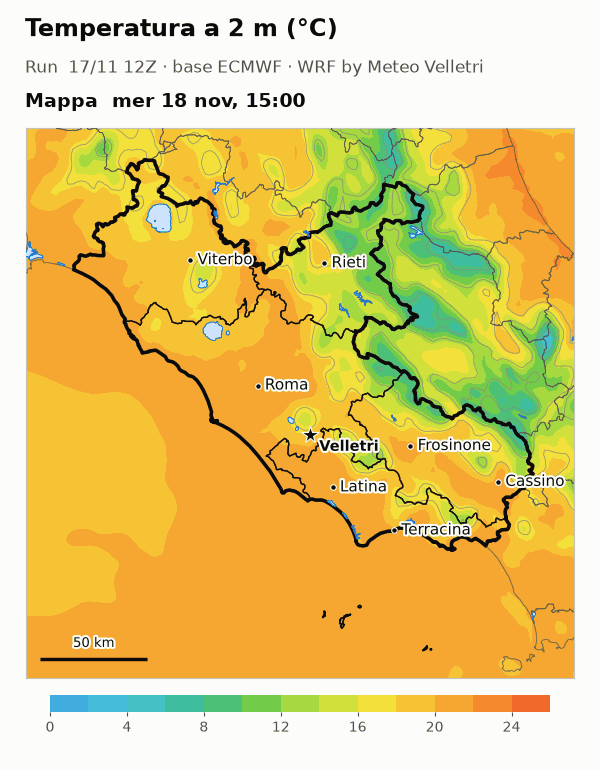 Temperatura a 2 m (°C)
Run  17/11 12Z · base ECMWF · WRF by Meteo Velletri
Mappa  mer 18 nov, 15:00
Viterbo
Rieti
Roma
Velletri
Frosinone
Latina
Cassino
Terracina
50 km
0 4 8 12 16 20 24